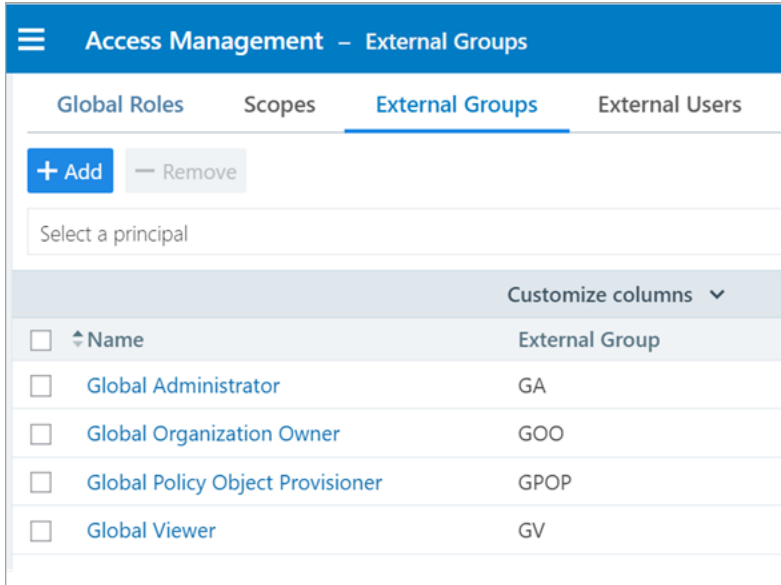 Access Management – External Groups
Global Roles Scopes External Groups External Users
+ Add − Remove
Select a principal
Customize columns
Name External Group
Global Administrator GA
Global Organization Owner GOO
Global Policy Object Provisioner GPOP
Global Viewer GV